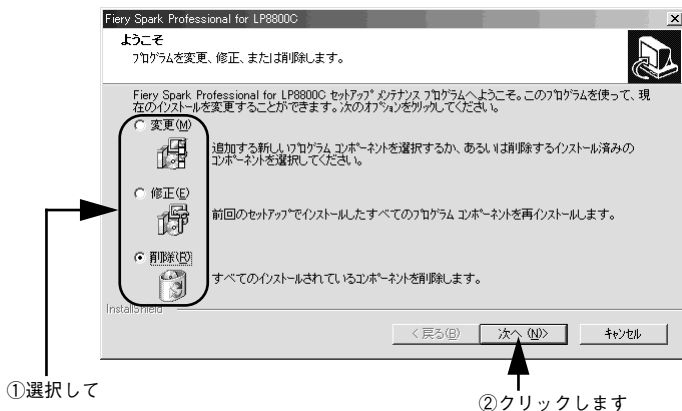 Fiery Spark Professional for LP8800C
ようこそ
プログラムを変更、修正、または削除します。
Fiery Spark Professional for LP8800C セットアップ メンテナンス プログラムへようこそ。このプログラムを使って、現
在のインストールを変更することができます。次のオプションをクリックしてください。
変更(M)
追加する新しいプログラム コンポーネントを選択するか、あるいは削除するインストール済みの
コンポーネントを選択してください。
修正(E)
前回のセットアップでインストールしたすべてのプログラム コンポーネントを再インストールします。
削除(R)
すべてのインストールされているコンポーネントを削除します。
InstallShield
< 戻る(B)
次へ (N)>
キャンセル
①選択して
②クリックします